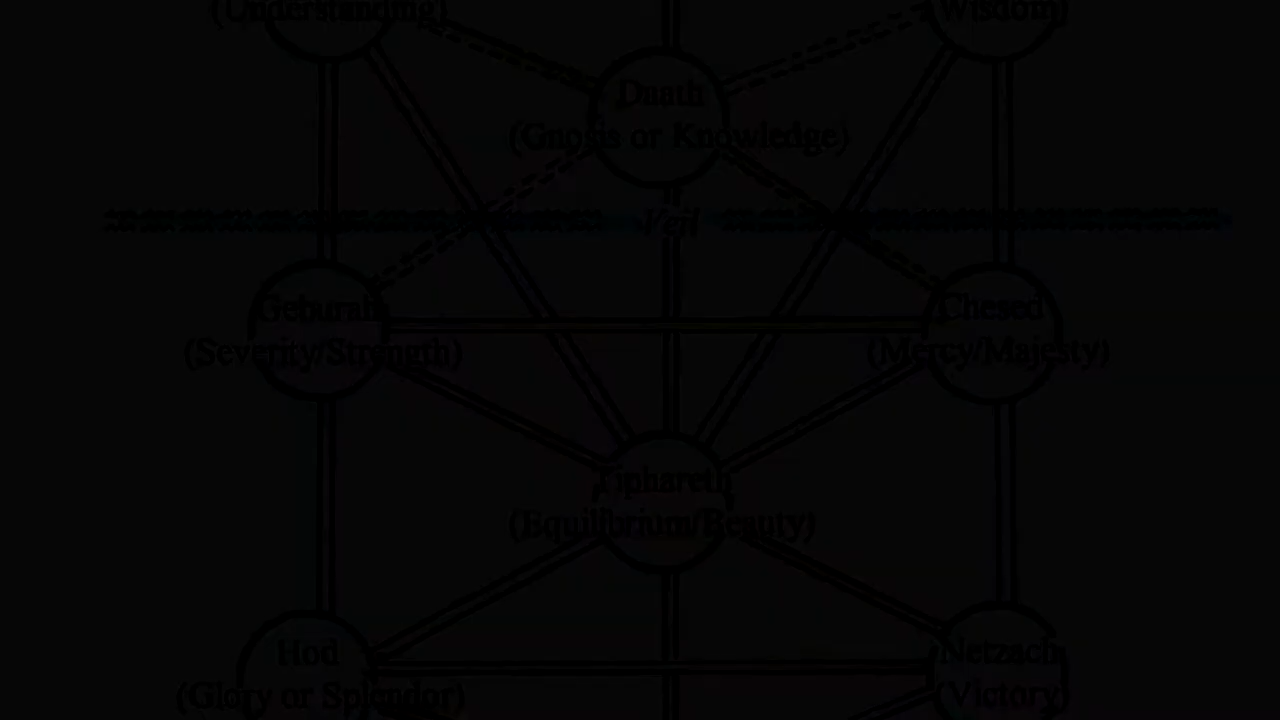 (Understanding)
(Wisdom)
Daath
(Gnosis or Knowledge)
Veil
Geburah
(Severity/Strength)
Chesed
(Mercy/Majesty)
Tiphareth
(Equilibrium/Beauty)
Hod
(Glory or Splendor)
Netzach
(Victory)